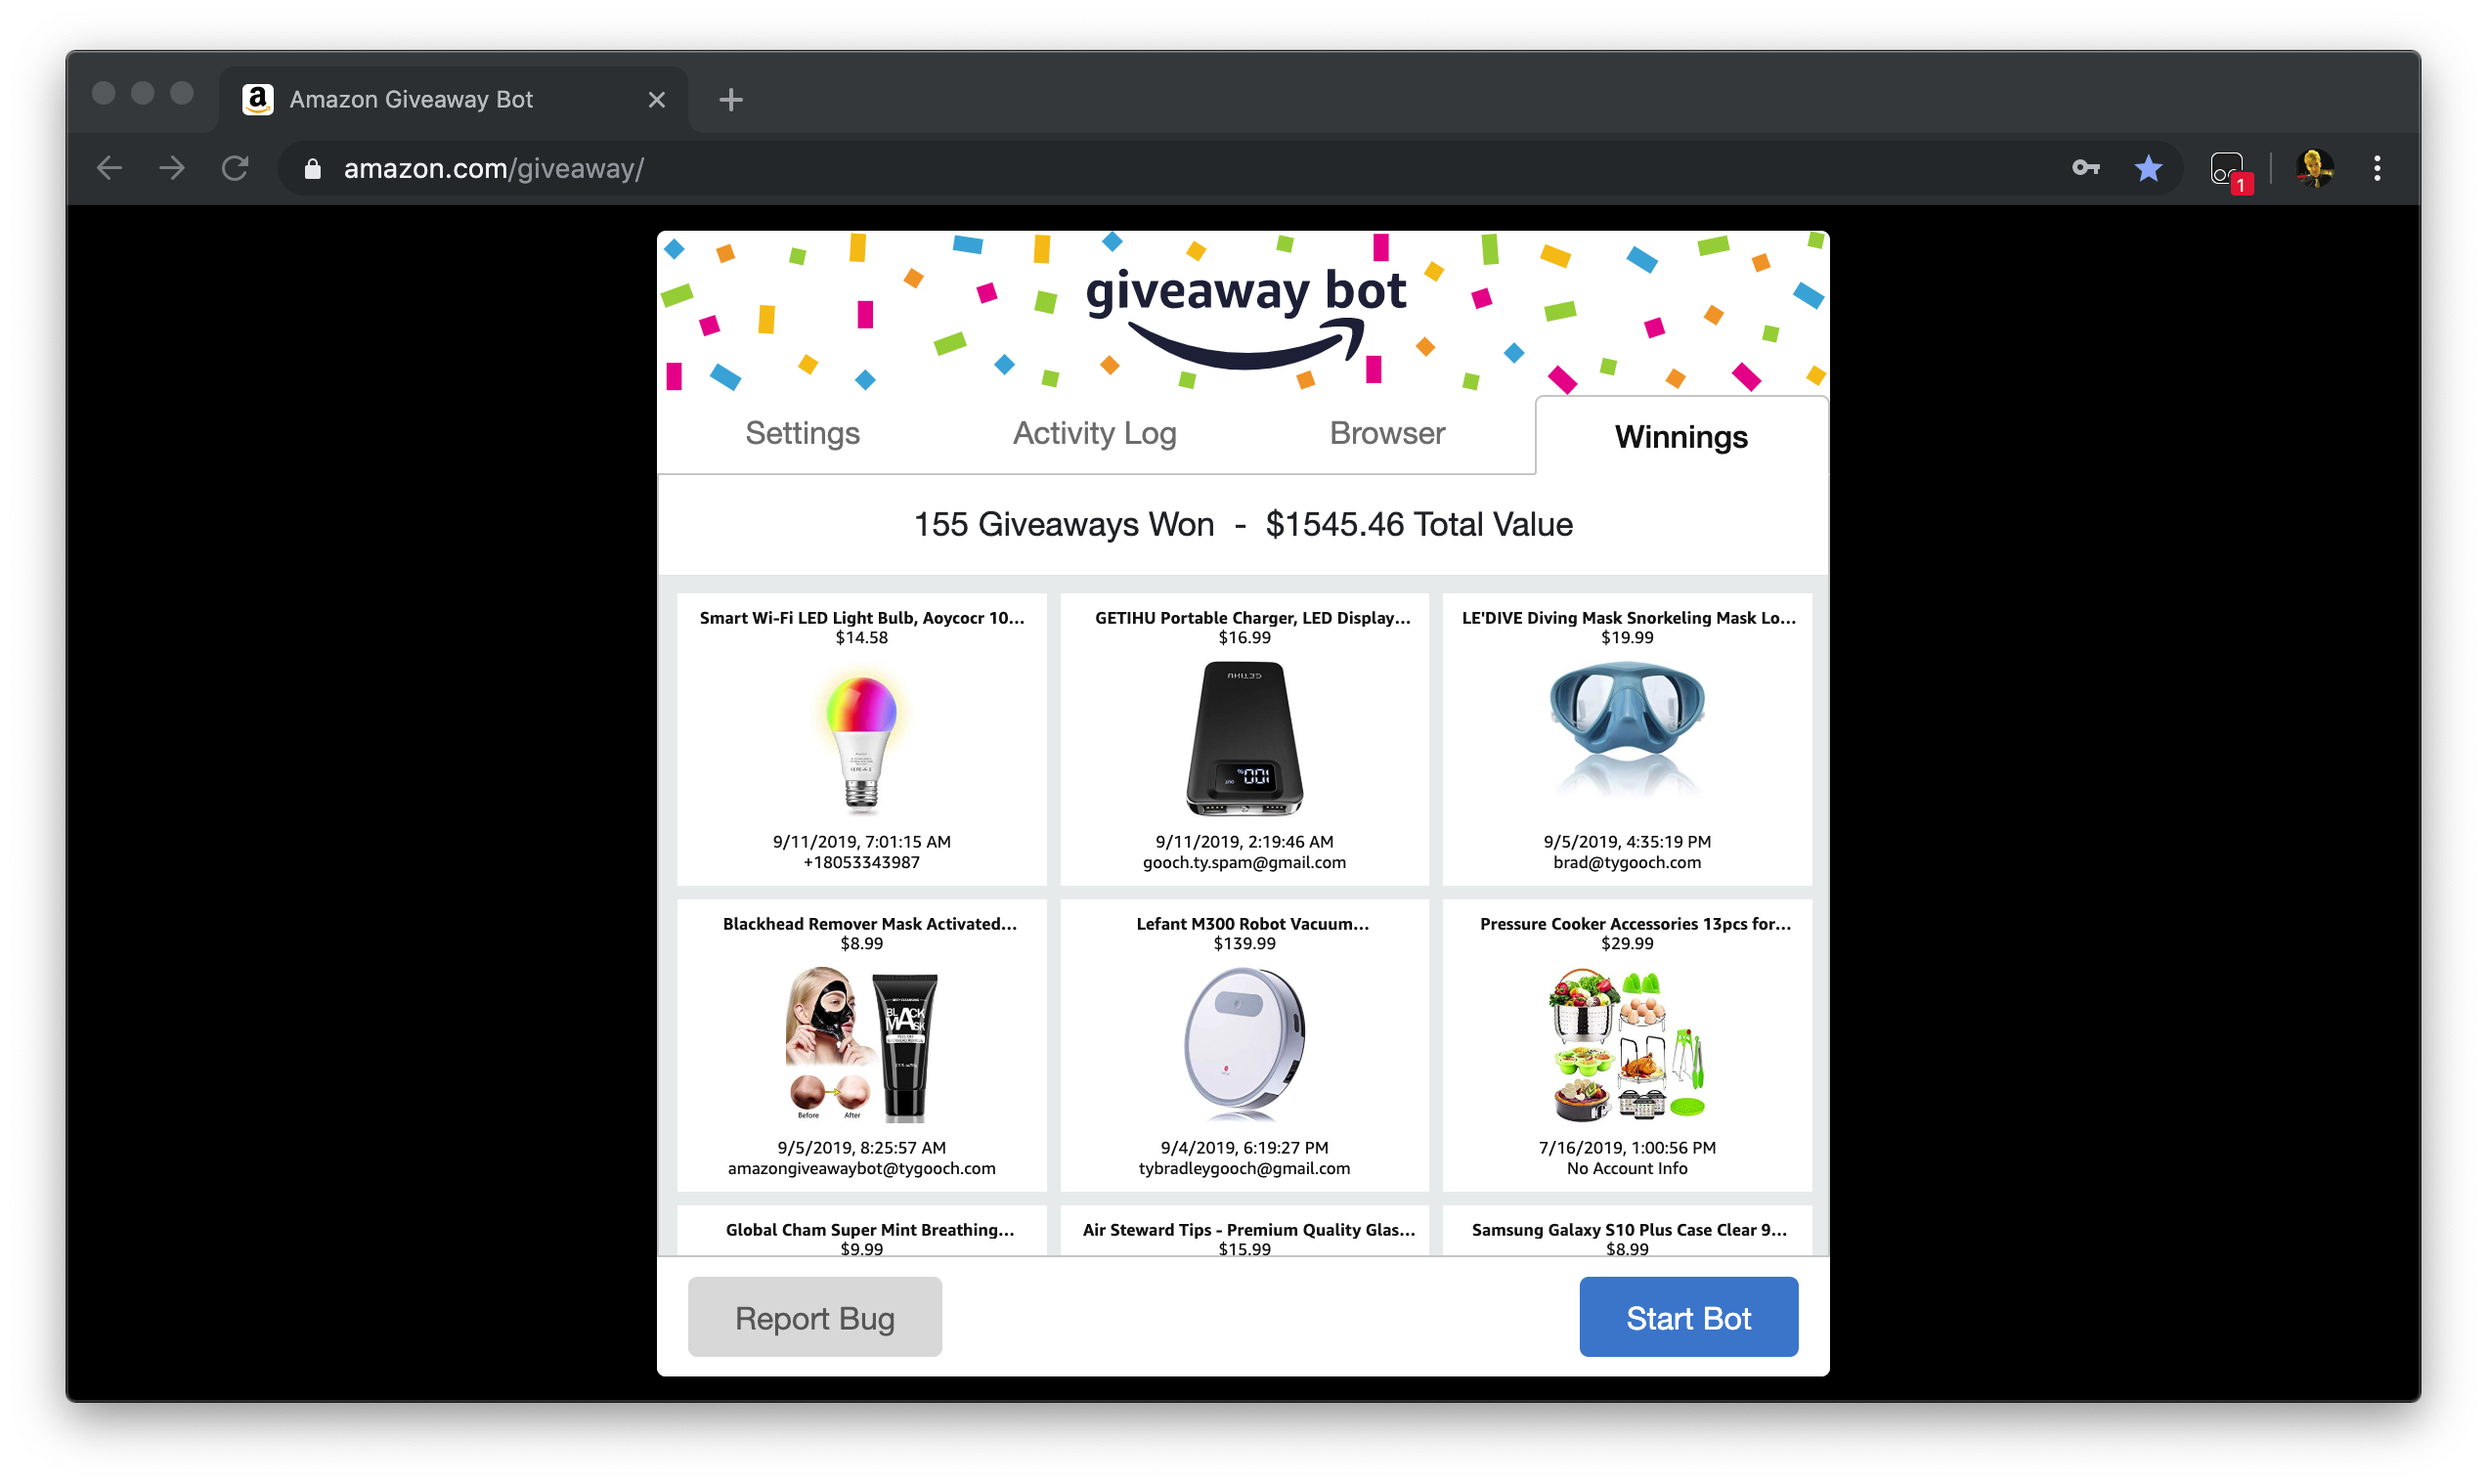 Amazon Giveaway Bot
amazon.com/giveaway/
1
giveaway bot
Settings
Activity Log
Browser
Winnings
155 Giveaways Won - $1545.46 Total Value
Smart Wi-Fi LED Light Bulb, Aoycocr 10...
$14.58
9/11/2019, 7:01:15 AM
+18053343987
GETIHU Portable Charger, LED Display...
$16.99
GETIHU
100%
OUT
9/11/2019, 2:19:46 AM
gooch.ty.spam@gmail.com
LE'DIVE Diving Mask Snorkeling Mask Lo...
$19.99
9/5/2019, 4:35:19 PM
brad@tygooch.com
Blackhead Remover Mask Activated...
$8.99
BLACK
MASK
Before
After
9/5/2019, 8:25:57 AM
amazongiveawaybot@tygooch.com
Lefant M300 Robot Vacuum...
$139.99
9/4/2019, 6:19:27 PM
tybradleygooch@gmail.com
Pressure Cooker Accessories 13pcs for...
$29.99
7/16/2019, 1:00:56 PM
No Account Info
Global Cham Super Mint Breathing...
$9.99
Air Steward Tips - Premium Quality Glas...
$15.99
Samsung Galaxy S10 Plus Case Clear 9...
$8.99
Report Bug
Start Bot